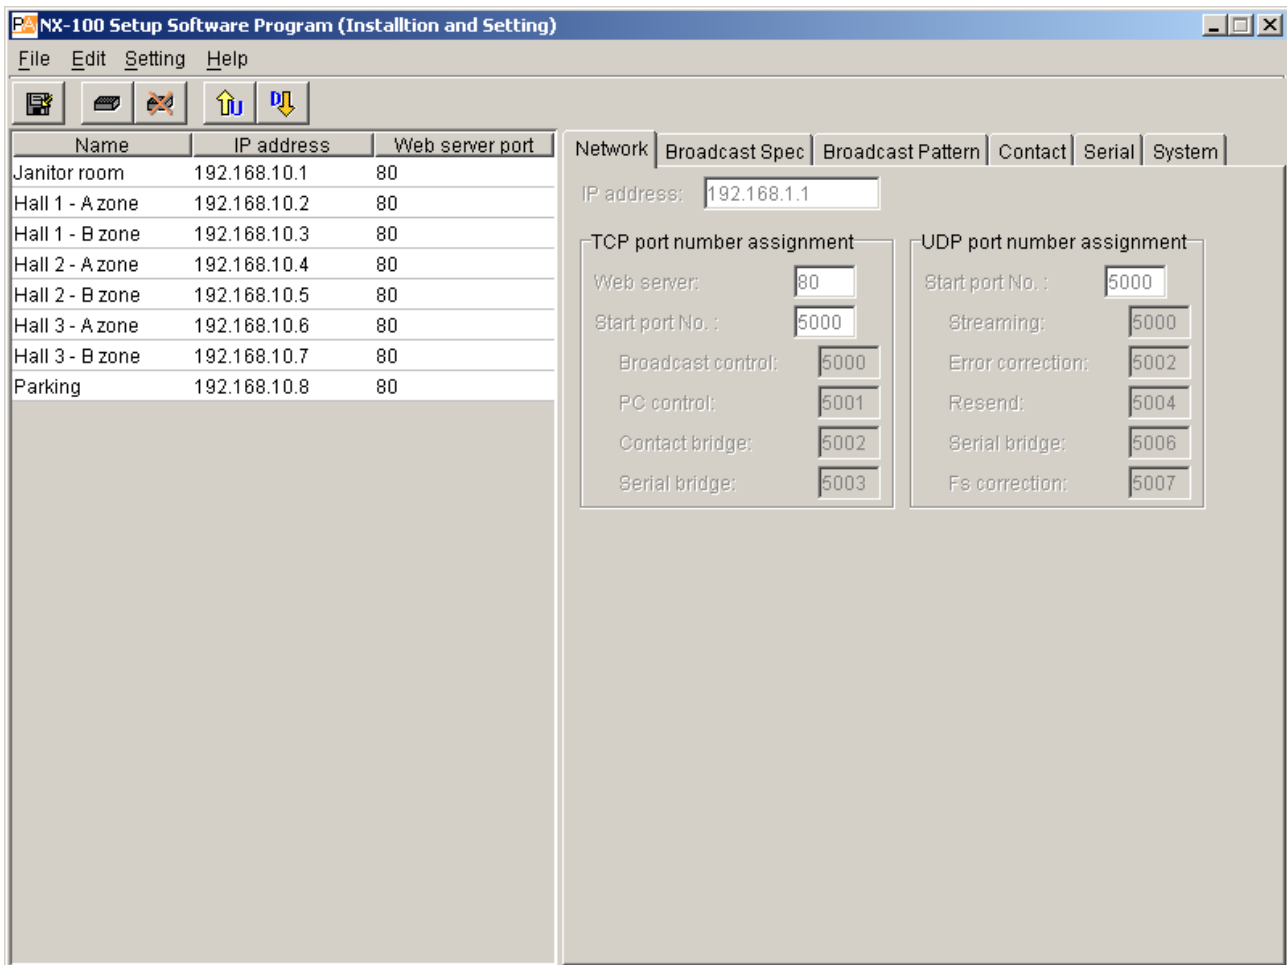 PA NX-100 Setup Software Program (Installtion and Setting)
File Edit Setting Help
U D
Name IP address Web server port
Janitor room 192.168.10.1 80
Hall 1 - A zone 192.168.10.2 80
Hall 1 - B zone 192.168.10.3 80
Hall 2 - A zone 192.168.10.4 80
Hall 2 - B zone 192.168.10.5 80
Hall 3 - A zone 192.168.10.6 80
Hall 3 - B zone 192.168.10.7 80
Parking 192.168.10.8 80
Network Broadcast Spec Broadcast Pattern Contact Serial System
IP address: 192.168.1.1
TCP port number assignment
Web server: 80
Start port No. : 5000
Broadcast control: 5000
PC control: 5001
Contact bridge: 5002
Serial bridge: 5003
UDP port number assignment
Start port No. : 5000
Streaming: 5000
Error correction: 5002
Resend: 5004
Serial bridge: 5006
Fs correction: 5007